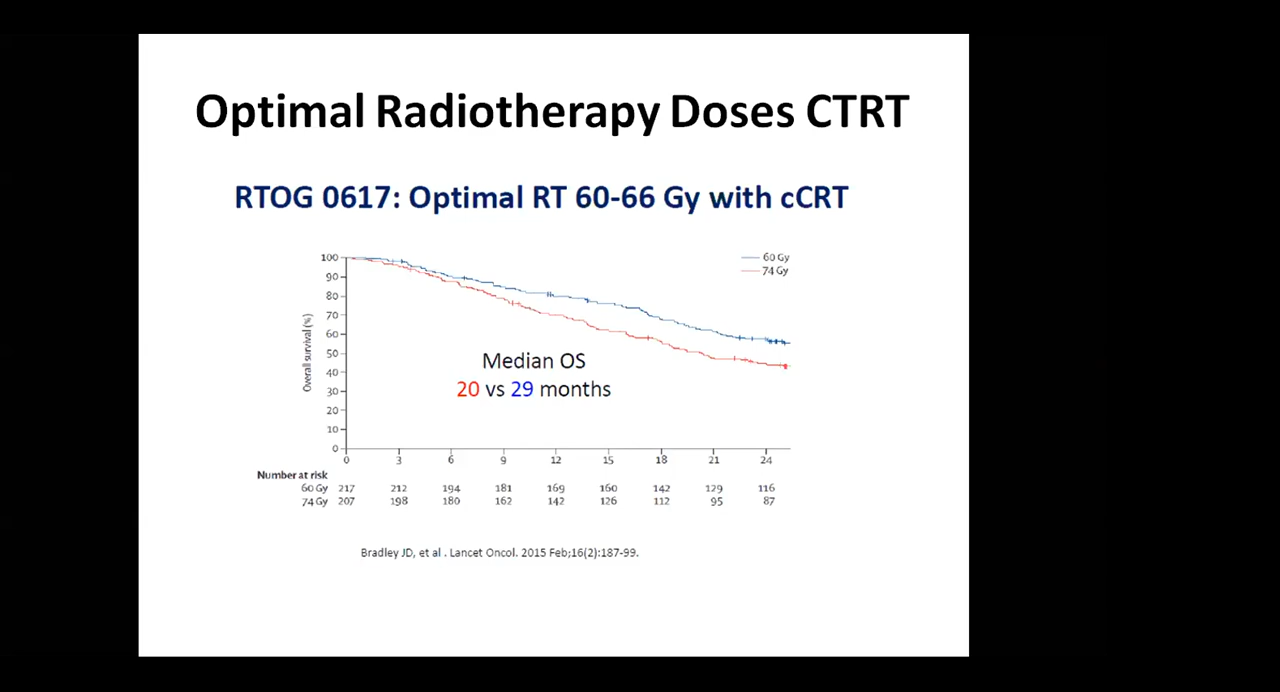 Optimal Radiotherapy Doses CTRT
RTOG 0617: Optimal RT 60-66 Gy with cCRT
60 Gy
74 Gy
Overall survival (%)
100
90
80
70
60
50
40
30
20
10
0
Median OS
20 vs 29 months
0 3 6 9 12 15 18 21 24
Number at risk
60 Gy 217 212 194 181 169 160 142 129 116
74 Gy 207 198 180 162 142 126 112 95 87
Bradley JD, et al . Lancet Oncol. 2015 Feb;16(2):187-99.